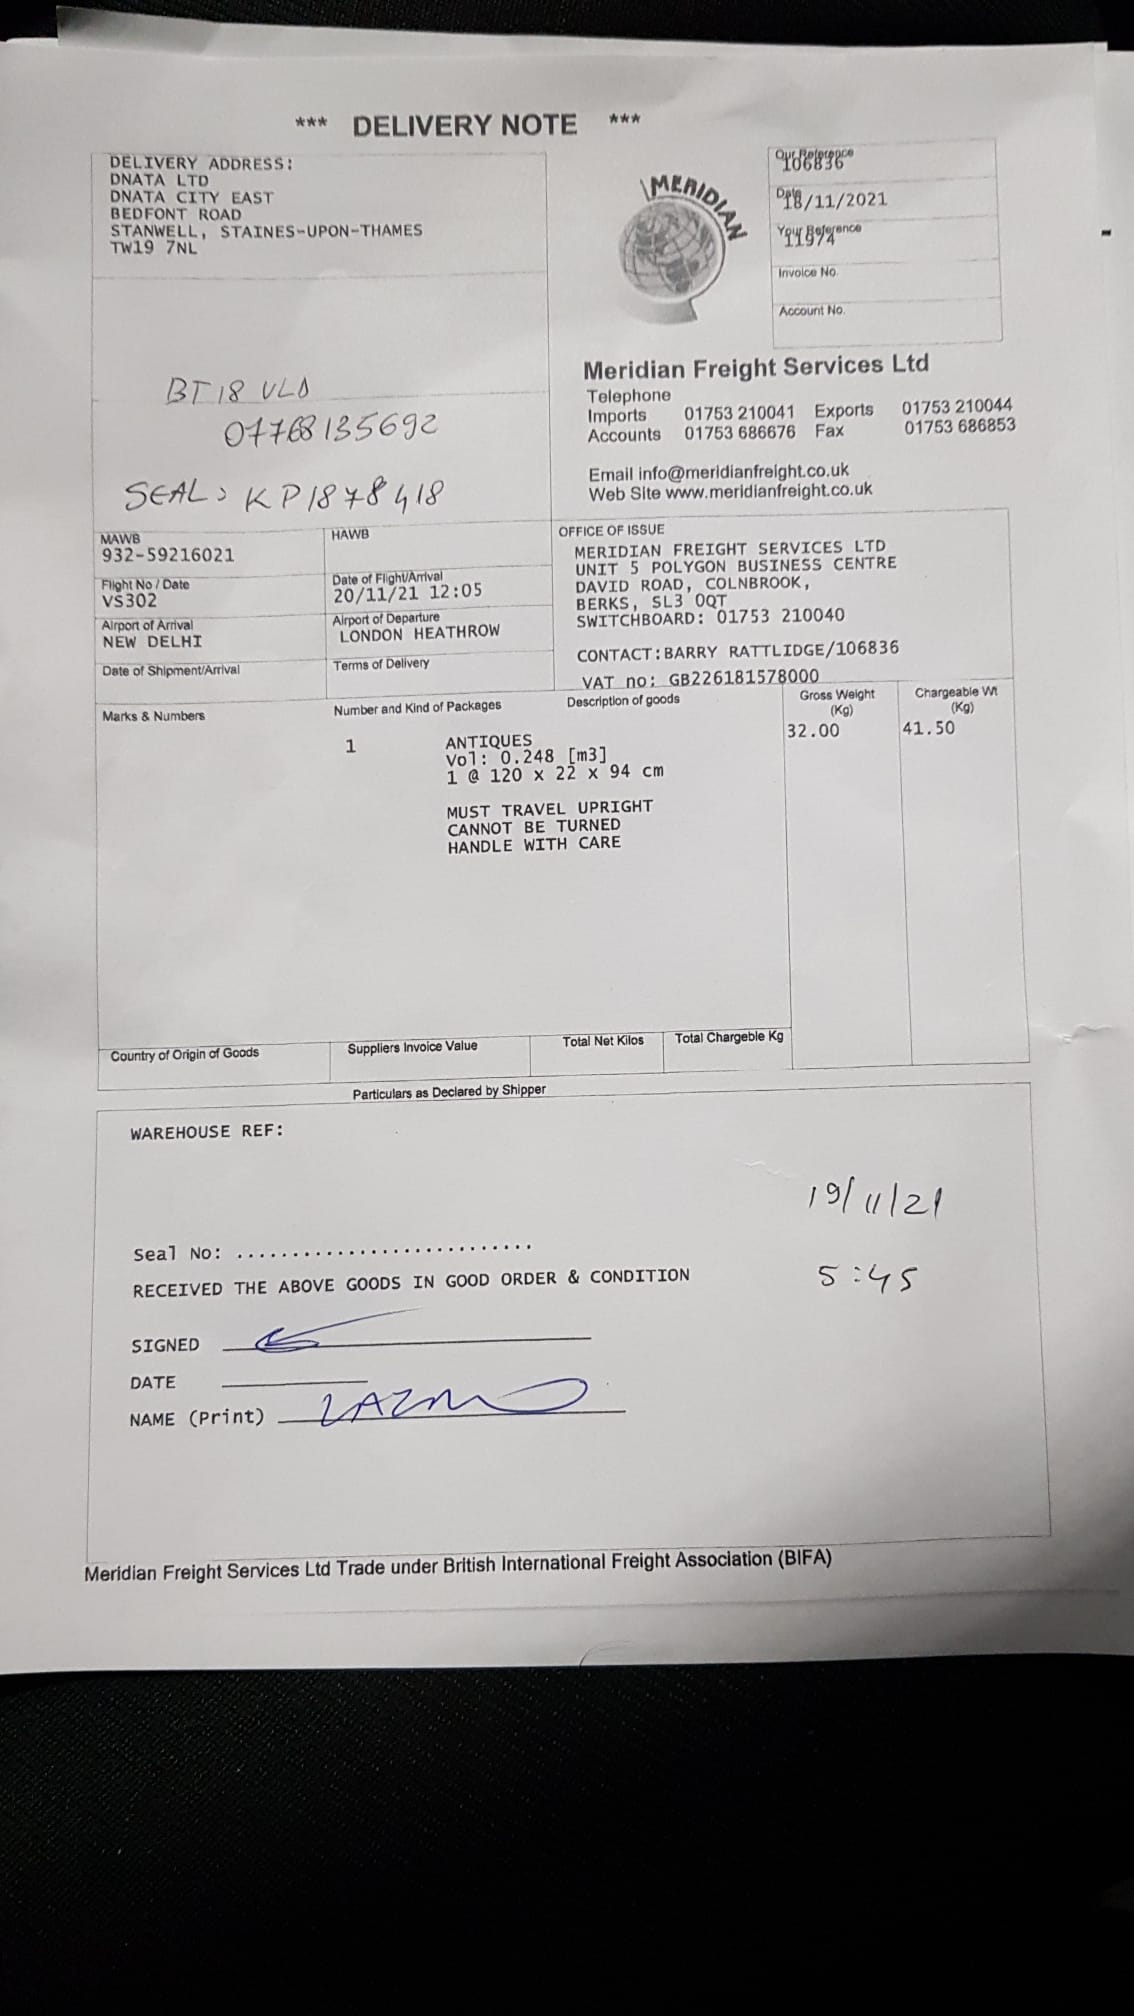 *** DELIVERY NOTE ***
DELIVERY ADDRESS:
DNATA LTD
DNATA CITY EAST
BEDFONT ROAD
STANWELL, STAINES-UPON-THAMES
TW19 7NL
MERIDIAN
Our Reference
106836
Date
18/11/2021
Your Reference
11974
Invoice No.
Account No.
BT18 VLD
07768135692
SEAL: KP1878418
Meridian Freight Services Ltd
Telephone
Imports 01753 210041 Exports 01753 210044
Accounts 01753 686676 Fax 01753 686853
Email info@meridianfreight.co.uk
Web Site www.meridianfreight.co.uk
MAWB
932-59216021
HAWB
Flight No / Date
VS302
Date of Flight/Arrival
20/11/21 12:05
Airport of Arrival
NEW DELHI
Airport of Departure
LONDON HEATHROW
Date of Shipment/Arrival
Terms of Delivery
OFFICE OF ISSUE
MERIDIAN FREIGHT SERVICES LTD
UNIT 5 POLYGON BUSINESS CENTRE
DAVID ROAD, COLNBROOK,
BERKS, SL3 0QT
SWITCHBOARD: 01753 210040
CONTACT:BARRY RATTLIDGE/106836
VAT no: GB226181578000
Marks & Numbers
Number and Kind of Packages
Description of goods
Gross Weight
(Kg)
Chargeable Wt
(Kg)
1 ANTIQUES 32.00 41.50
Vol: 0.248 [m3]
1 @ 120 x 22 x 94 cm
MUST TRAVEL UPRIGHT
CANNOT BE TURNED
HANDLE WITH CARE
Country of Origin of Goods
Suppliers Invoice Value
Total Net Kilos
Total Chargeble Kg
Particulars as Declared by Shipper
WAREHOUSE REF:
19/11/21
Seal No: ...........................
5:45
RECEIVED THE ABOVE GOODS IN GOOD ORDER & CONDITION
SIGNED
DATE
NAME (Print)
Meridian Freight Services Ltd Trade under British International Freight Association (BIFA)